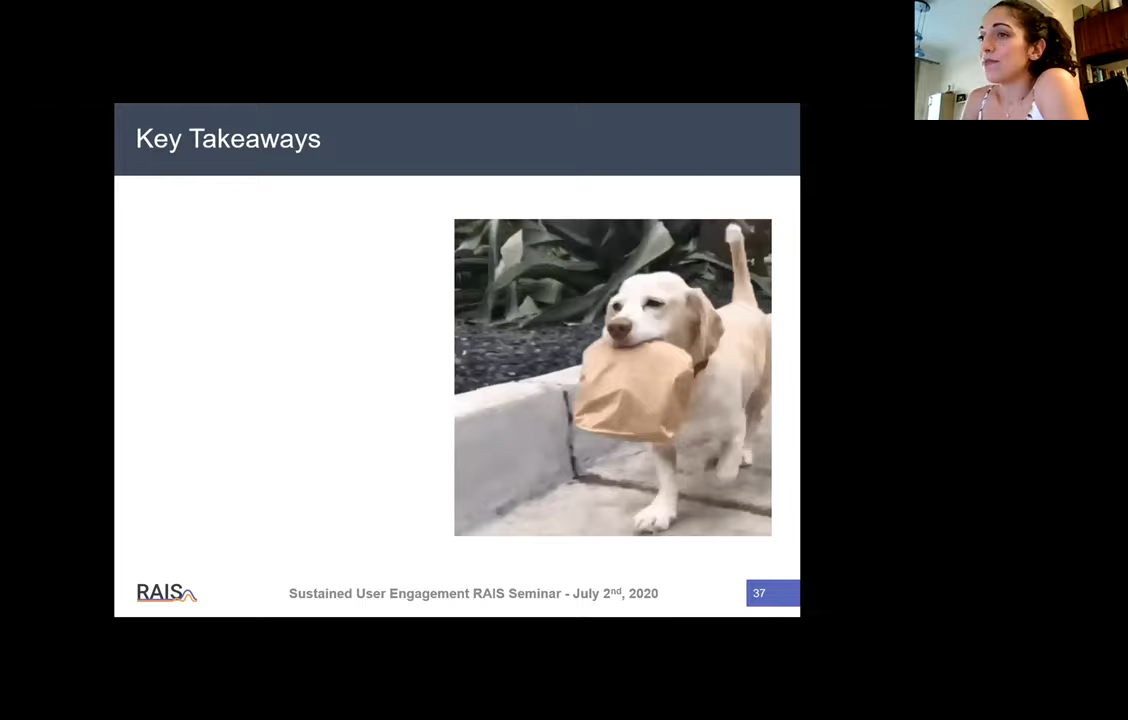 Key Takeaways
RAIS
Sustained User Engagement RAIS Seminar - July 2nd, 2020
37